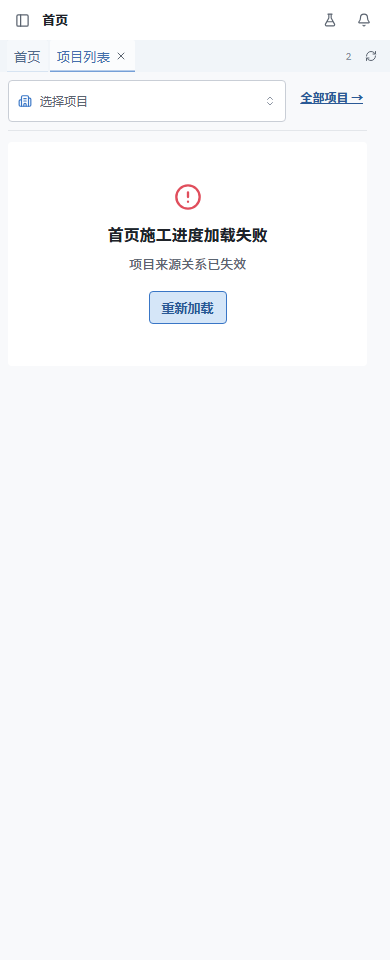 首页
首页
项目列表
2
选择项目
全部项目 →
首页施工进度加载失败
项目来源关系已失效
重新加载